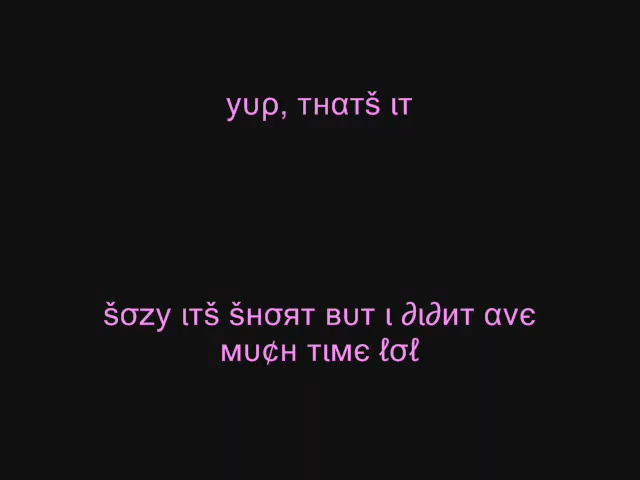 уυρ, тнαтš ιт
šσzу ιтš šнσят вυт ι ∂ι∂ит αvє
мυ¢н тιмє ℓσℓ